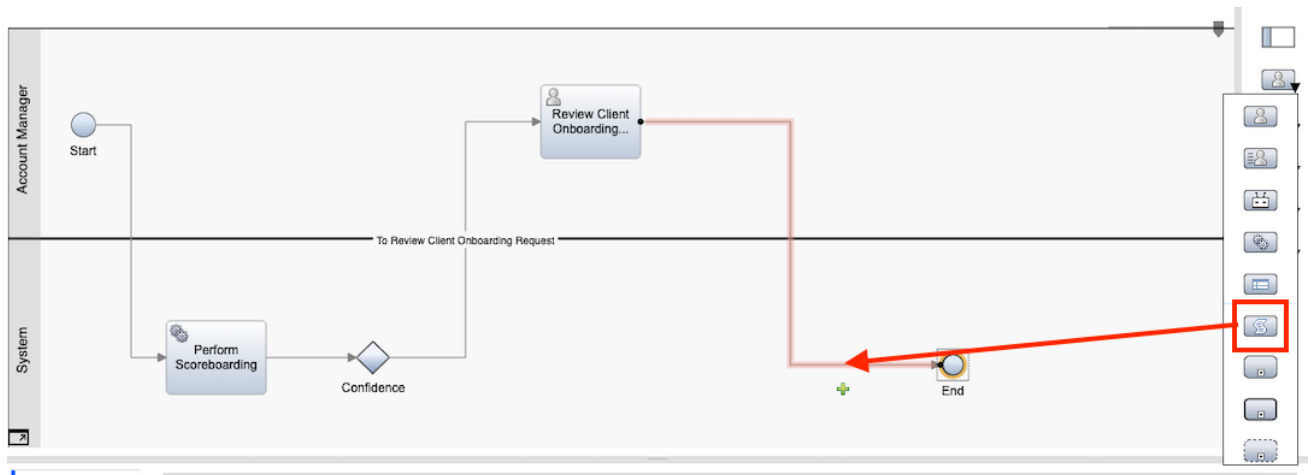 Account Manager
Start
Review Client
Onboarding...
To Review Client Onboarding Request
System
Perform
Scoreboarding
Confidence
End